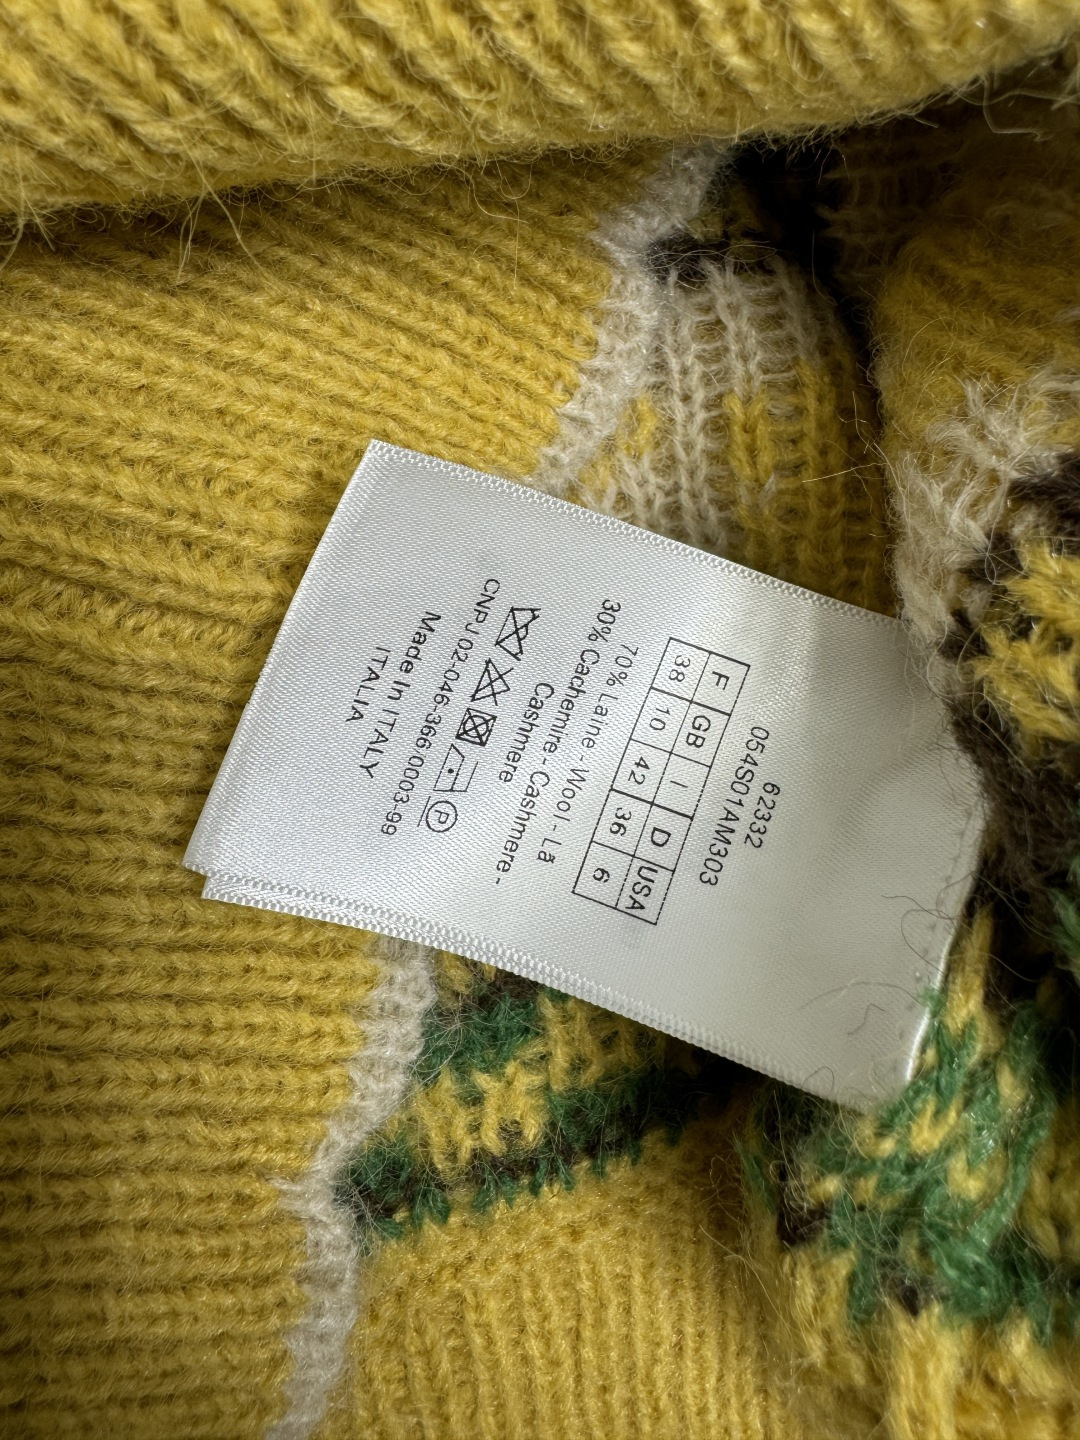 62332
054S01AM303
F GB I D USA
38 10 42 36 6
70% Laine - Wool - Lã
30% Cachemire - Cashmere -
Cashmere
P
CNPJ 02-046-366 0003-99
Made In ITALY
ITALIA